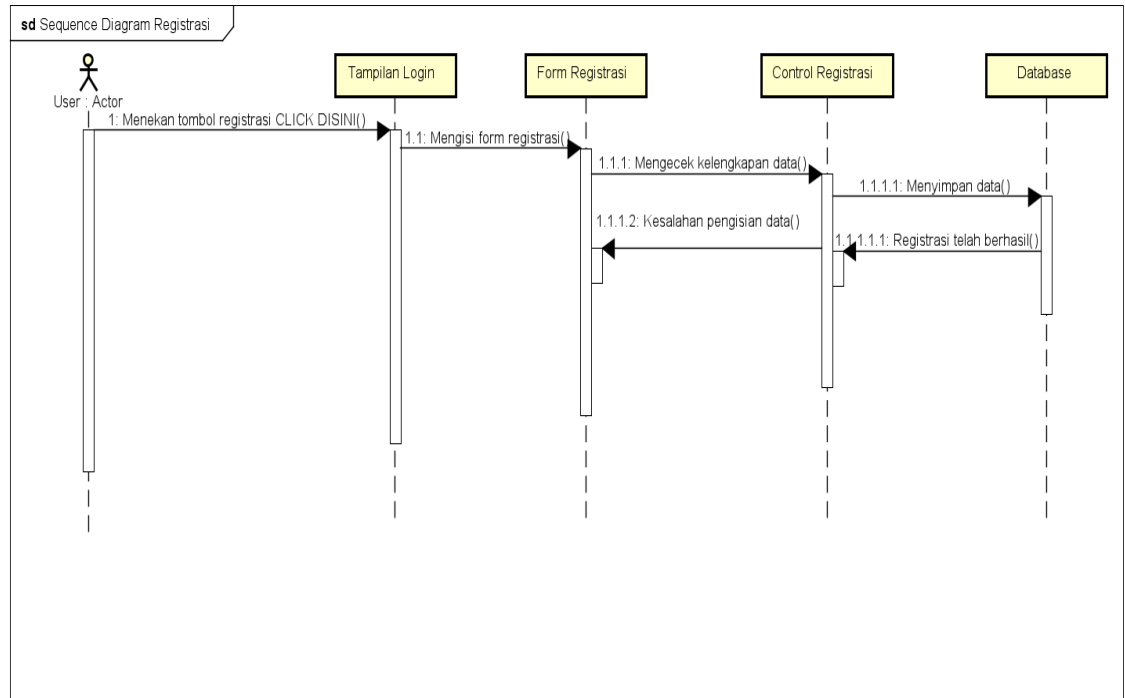 sd Sequence Diagram Registrasi
User : Actor
Tampilan Login
Form Registrasi
Control Registrasi
Database
1: Menekan tombol registrasi CLICK DISINI()
1.1: Mengisi form registrasi()
1.1.1: Mengecek kelengkapan data()
1.1.1.1: Menyimpan data()
1.1.1.2: Kesalahan pengisian data()
1.1.1.1.1: Registrasi telah berhasil()